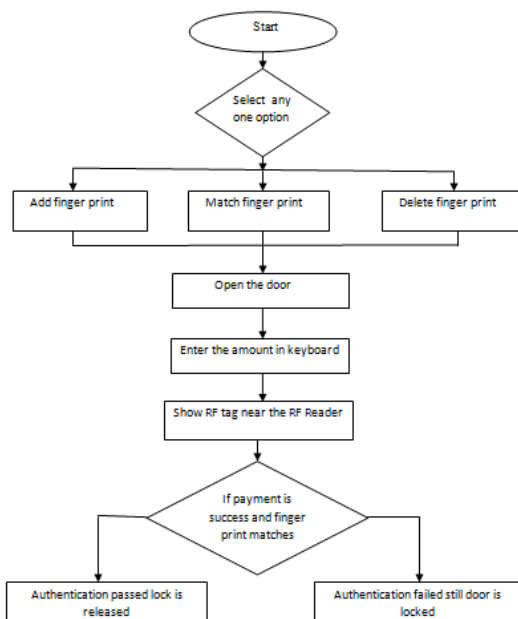 Start
Select any
one option
Add finger print
Match finger print
Delete finger print
Open the door
Enter the amount in keyboard
Show RF tag near the RF Reader
If payment is
success and finger
print matches
Authentication passed lock is
released
Authentication failed still door is
locked